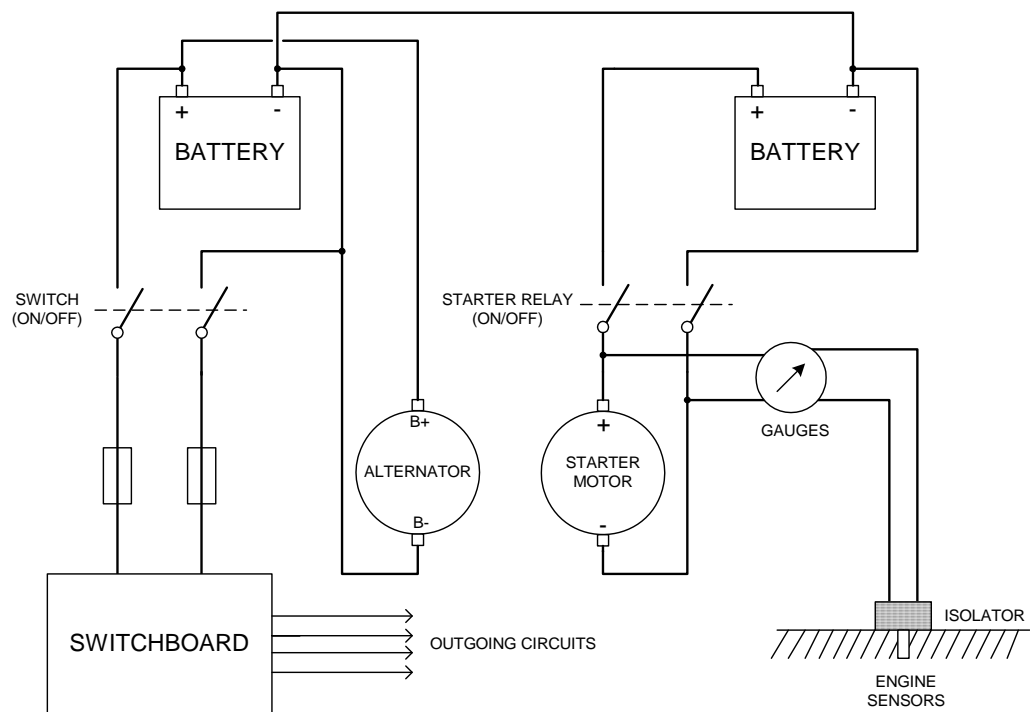 + -
BATTERY
+ -
BATTERY
SWITCH
(ON/OFF)
STARTER RELAY
(ON/OFF)
B+
ALTERNATOR
B-
+
STARTER
MOTOR
-
GAUGES
SWITCHBOARD
OUTGOING CIRCUITS
ISOLATOR
ENGINE
SENSORS